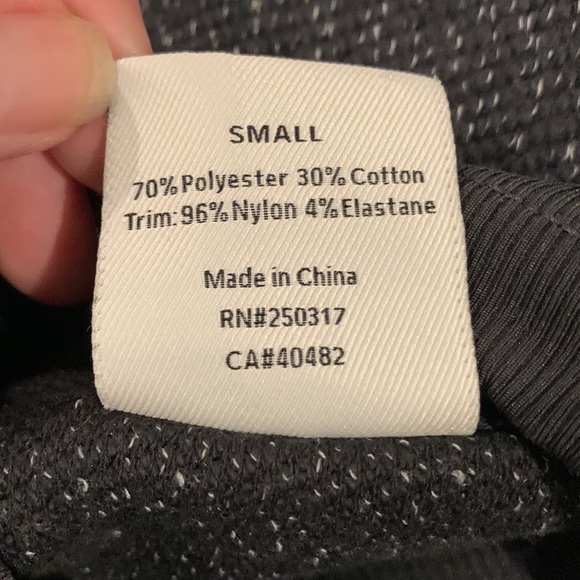 SMALL
70% Polyester 30% Cotton
Trim: 96% Nylon 4% Elastane
Made in China
RN#250317
CA#40482